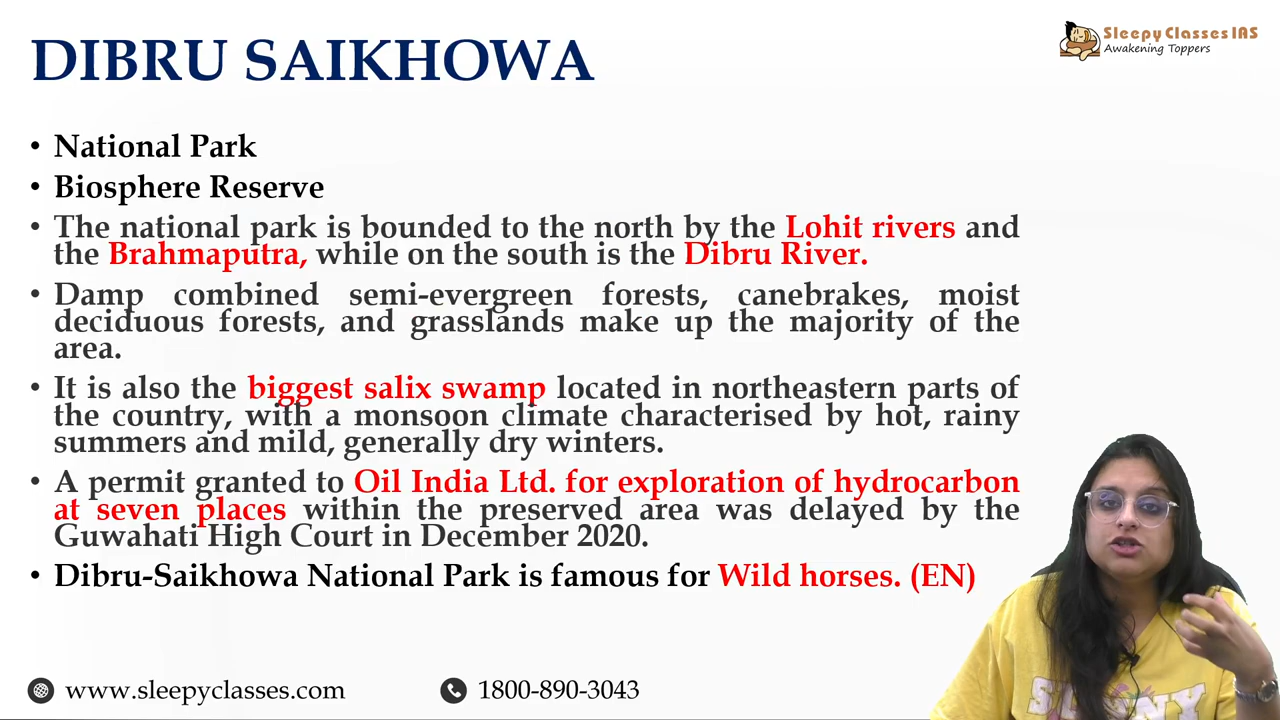 DIBRU SAIKHOWA
Sleepy Classes IAS
Awakening Toppers
• National Park
• Biosphere Reserve
• The national park is bounded to the north by the Lohit rivers and
the Brahmaputra, while on the south is the Dibru River.
• Damp combined semi-evergreen forests, canebrakes, moist
deciduous forests, and grasslands make up the majority of the
area.
• It is also the biggest salix swamp located in northeastern parts of
the country, with a monsoon climate characterised by hot, rainy
summers and mild, generally dry winters.
• A permit granted to Oil India Ltd. for exploration of hydrocarbon
at seven places within the preserved area was delayed by the
Guwahati High Court in December 2020.
• Dibru-Saikhowa National Park is famous for Wild horses. (EN)
www.sleepyclasses.com
1800-890-3043